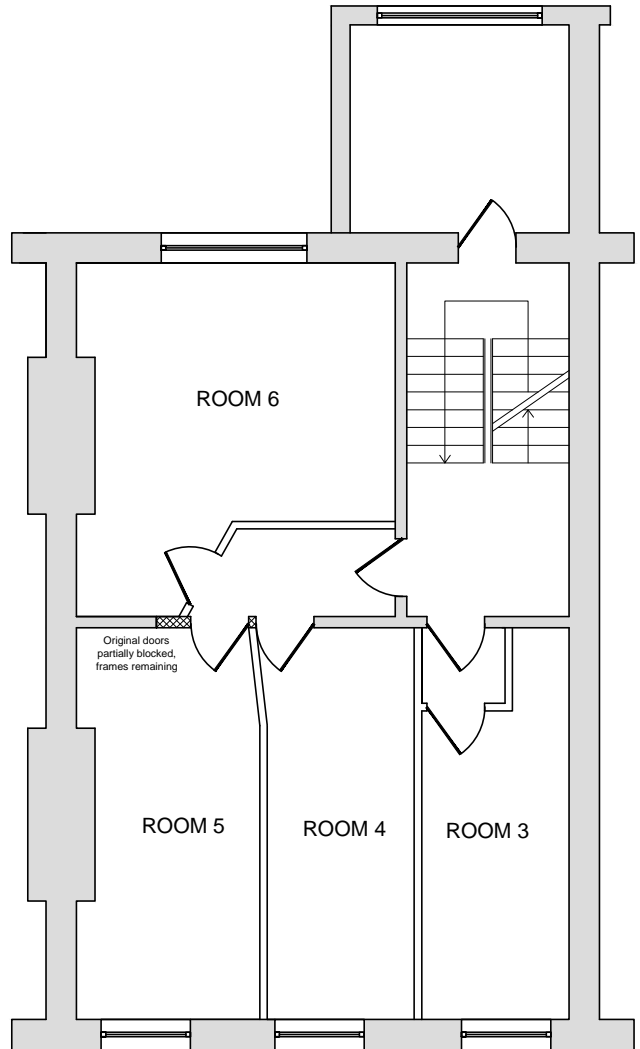 ROOM 6
Original doors
partially blocked,
frames remaining
ROOM 5
ROOM 4
ROOM 3